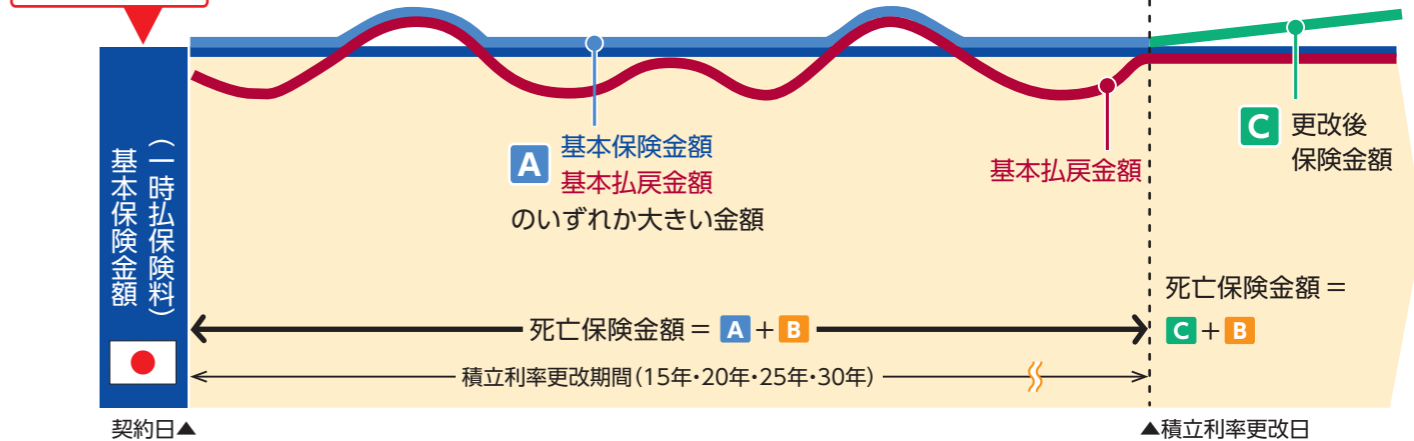 基本保険金額
（一時払保険料）
A
基本保険金額
基本払戻金額
のいずれか大きい金額
基本払戻金額
C
更改後
保険金額
死亡保険金額＝A＋B
死亡保険金額＝
C＋B
積立利率更改期間（15年・20年・25年・30年）
契約日▲
▲積立利率更改日